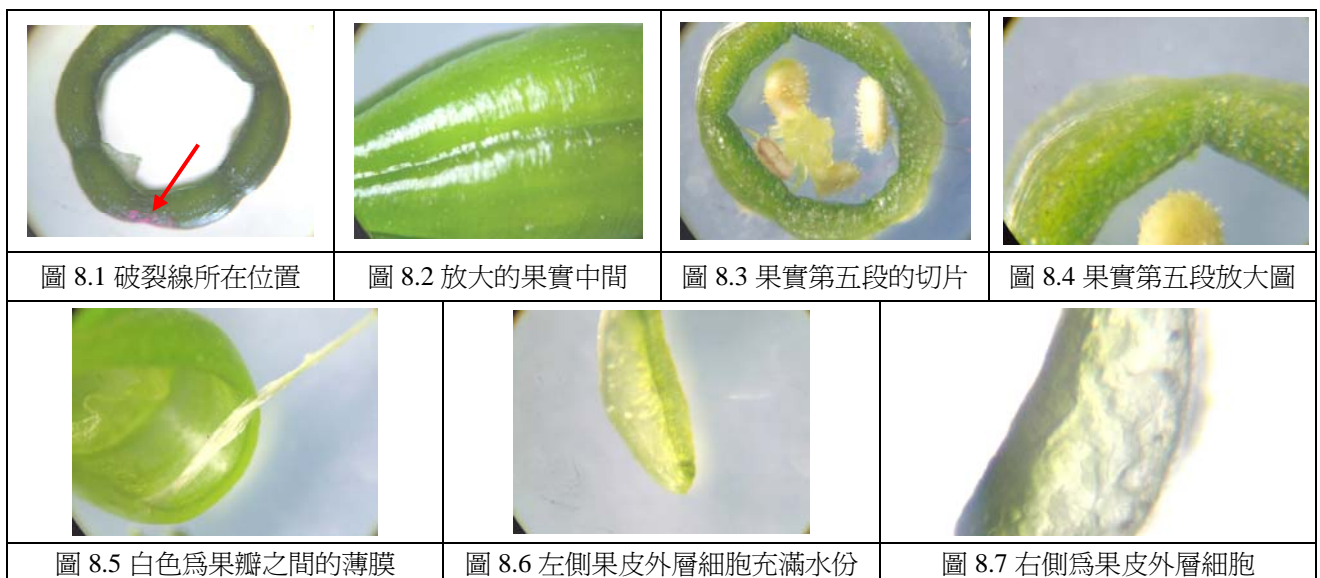 圖 8.1 破裂線所在位置
圖 8.2 放大的果實中間
圖 8.3 果實第五段的切片
圖 8.4 果實第五段放大圖
圖 8.5 白色為果瓣之間的薄膜
圖 8.6 左側果皮外層細胞充滿水份
圖 8.7 右側為果皮外層細胞